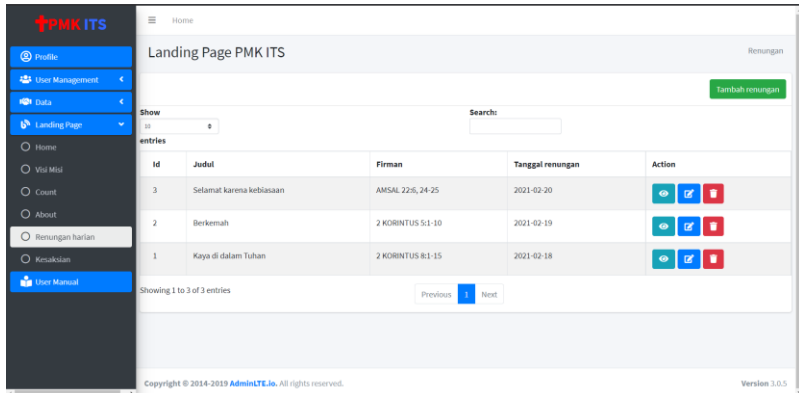 PMK ITS
Home
Profile
User Management
Data
Landing Page
Home
Visi Misi
Count
About
Renungan harian
Kesaksian
User Manual
Landing Page PMK ITS
Renungan
Tambah renungan
Show
10
entries
Search:
Id Judul Firman Tanggal renungan Action
3 Selamat karena kebiasaan AMSAL 22:6, 24-25 2021-02-20
2 Berkemah 2 KORINTUS 5:1-10 2021-02-19
1 Kaya di dalam Tuhan 2 KORINTUS 8:1-15 2021-02-18
Showing 1 to 3 of 3 entries
Previous 1 Next
Copyright © 2014-2019 AdminLTE.io. All rights reserved.
Version 3.0.5